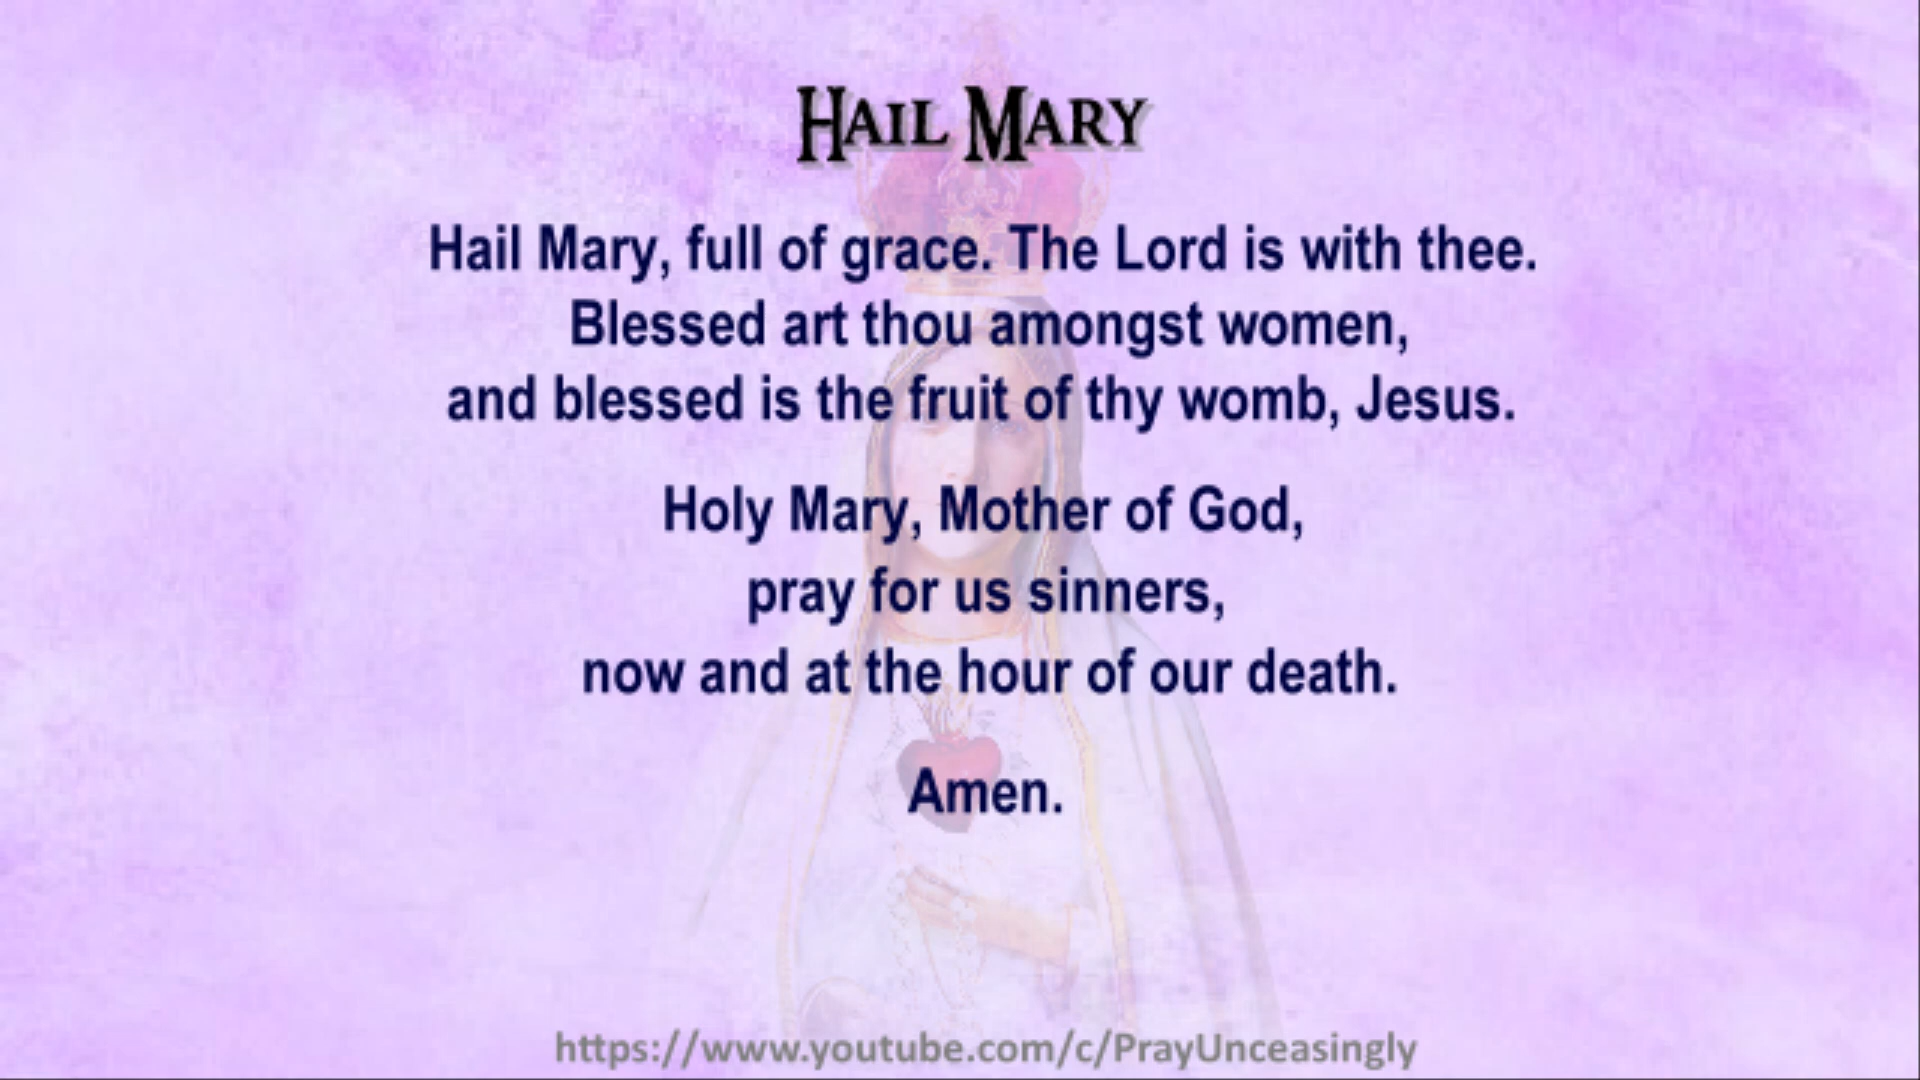 HAIL MARY
Hail Mary, full of grace. The Lord is with thee.
Blessed art thou amongst women,
and blessed is the fruit of thy womb, Jesus.
Holy Mary, Mother of God,
pray for us sinners,
now and at the hour of our death.
Amen.
https://www.youtube.com/c/PrayUnceasingly